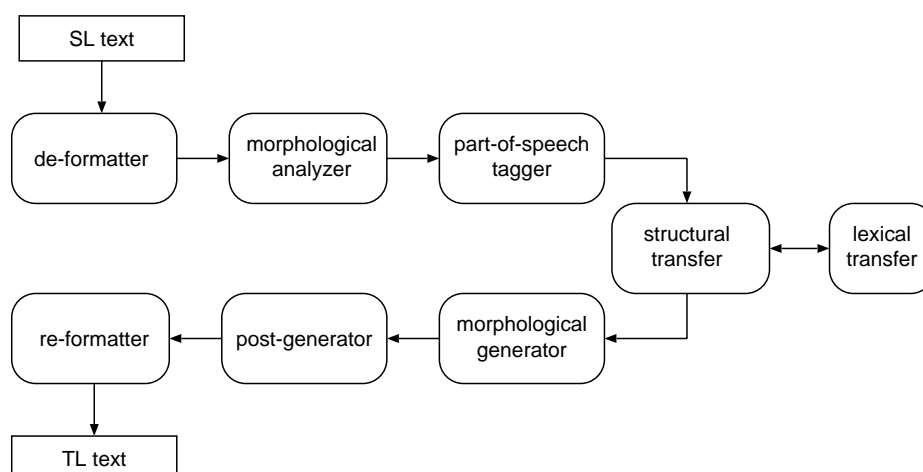 SL text
de-formatter
morphological
analyzer
part-of-speech
tagger
structural
transfer
lexical
transfer
re-formatter
post-generator
morphological
generator
TL text